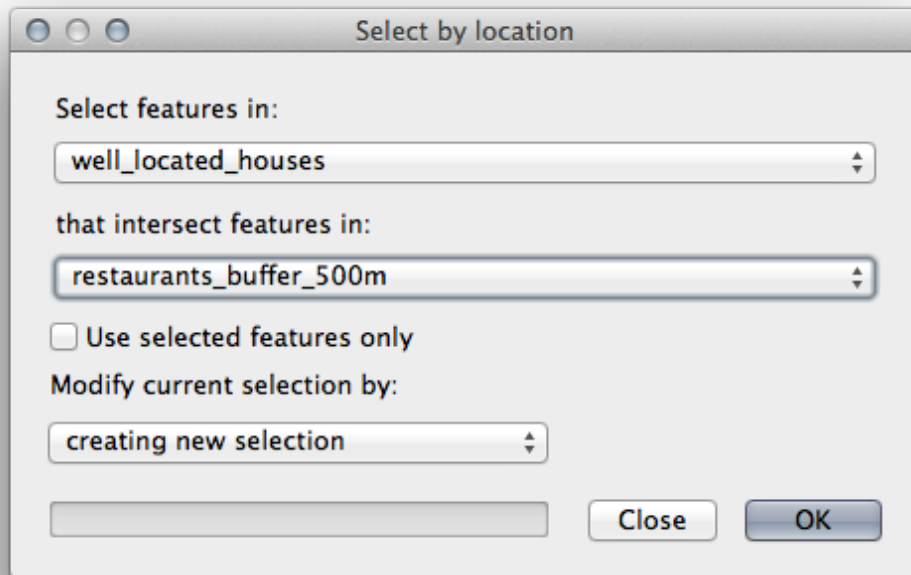 Select by location
Select features in:
well_located_houses
that intersect features in:
restaurants_buffer_500m
Use selected features only
Modify current selection by:
creating new selection
Close OK